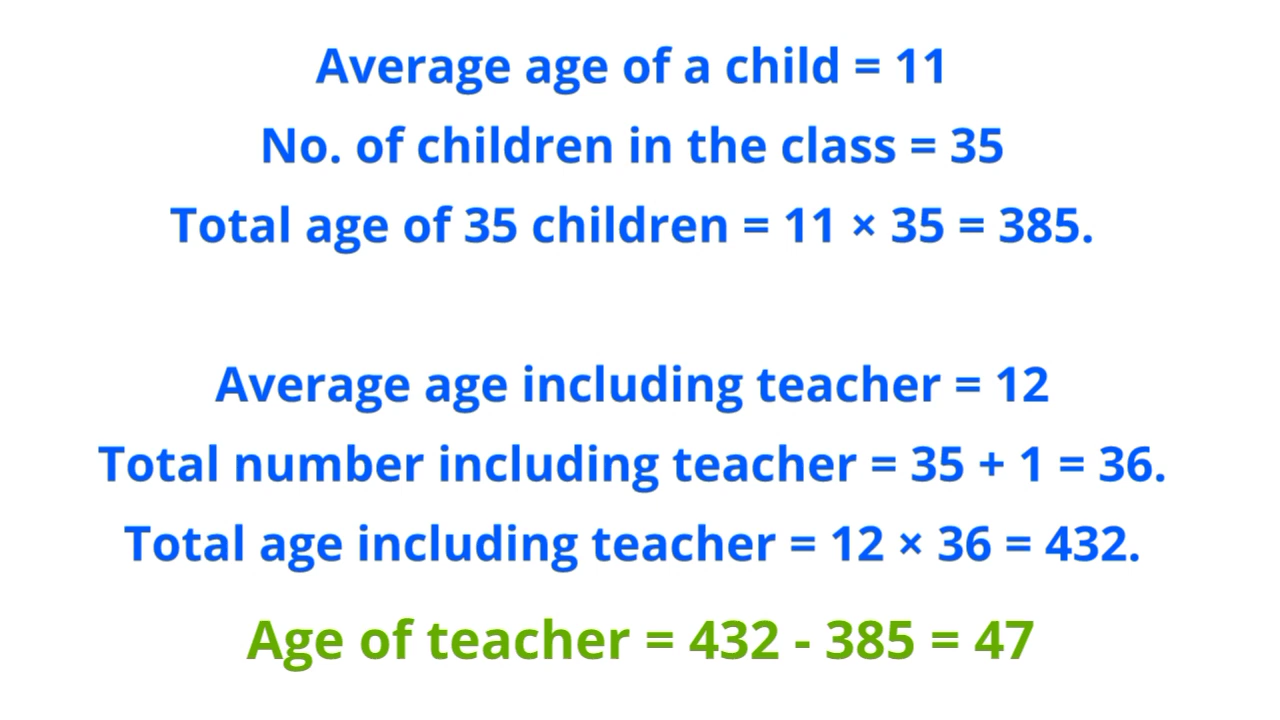 Average age of a child = 11
No. of children in the class = 35
Total age of 35 children = 11 × 35 = 385.
Average age including teacher = 12
Total number including teacher = 35 + 1 = 36.
Total age including teacher = 12 × 36 = 432.
Age of teacher = 432 - 385 = 47